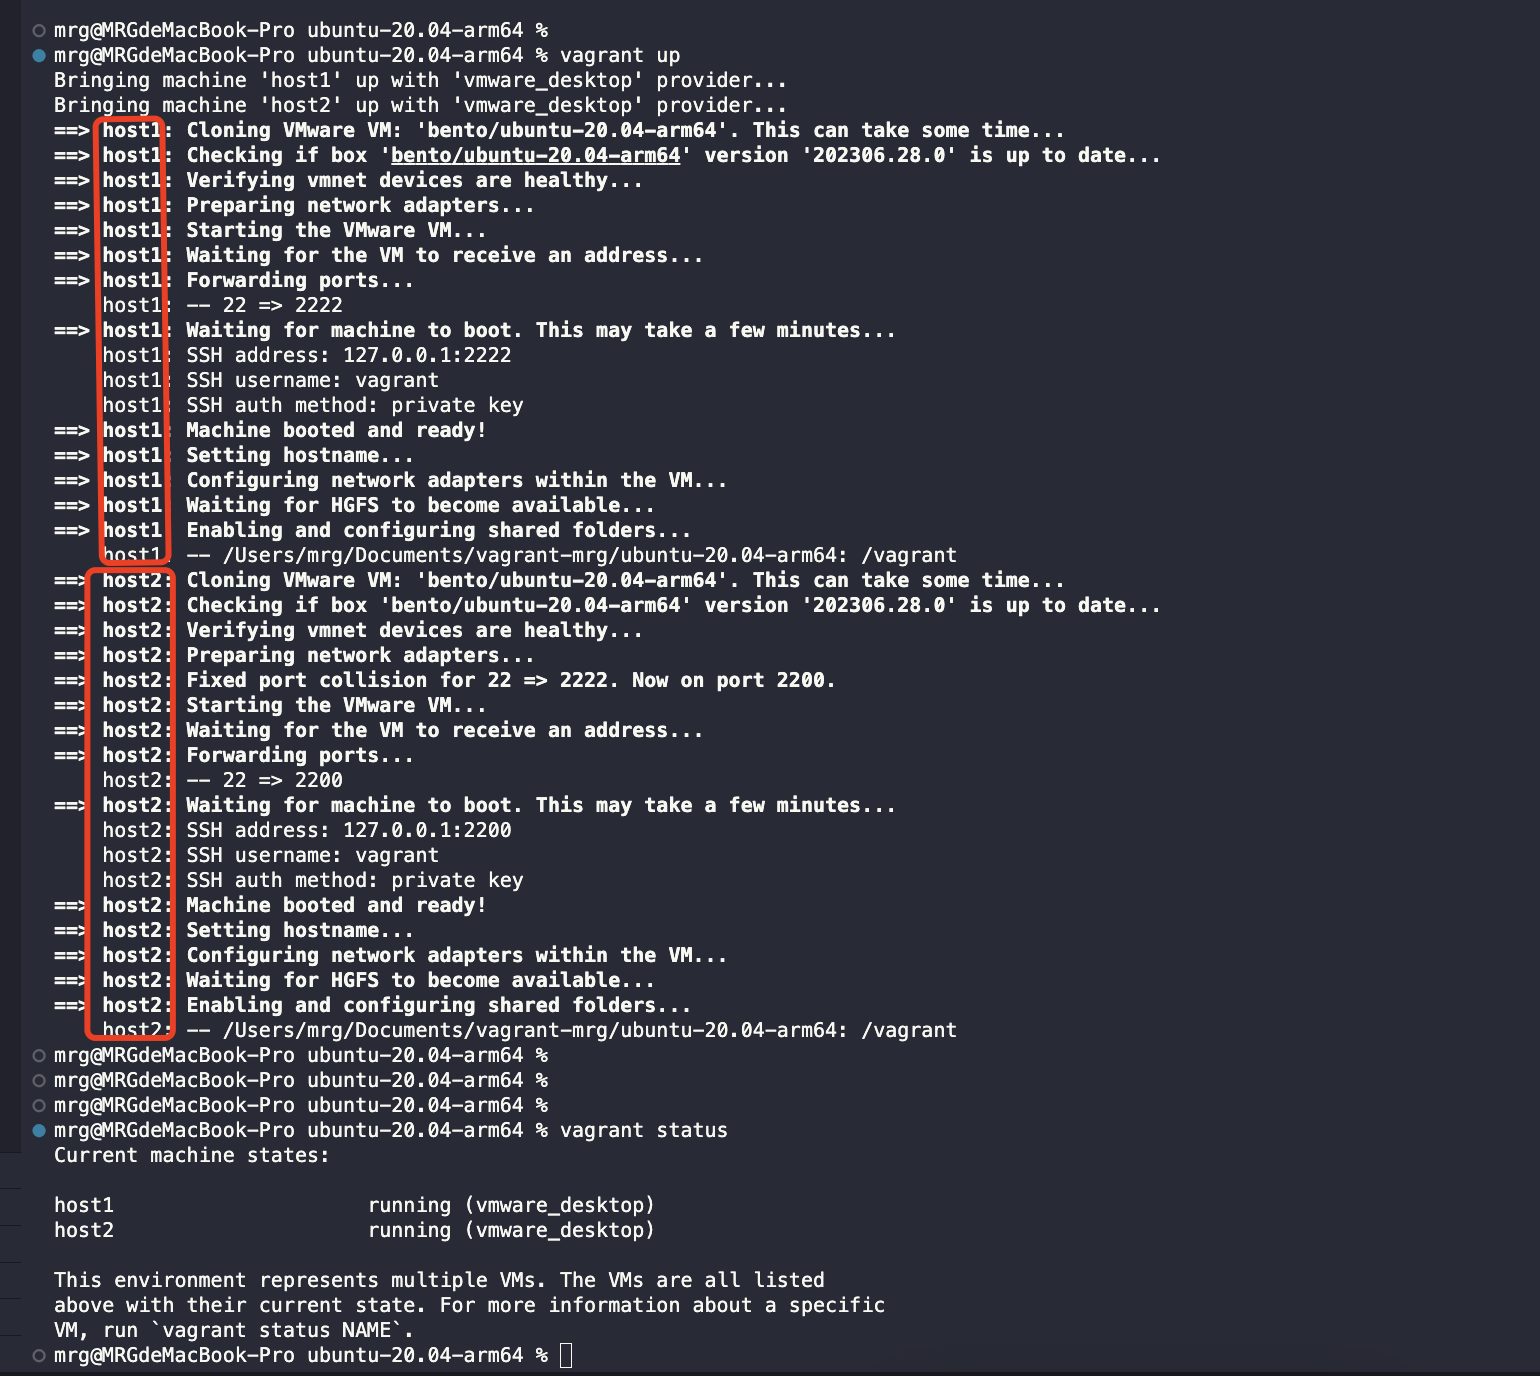 mrg@MRGdeMacBook-Pro ubuntu-20.04-arm64 %
mrg@MRGdeMacBook-Pro ubuntu-20.04-arm64 % vagrant up
Bringing machine 'host1' up with 'vmware_desktop' provider...
Bringing machine 'host2' up with 'vmware_desktop' provider...
==> host1: Cloning VMware VM: 'bento/ubuntu-20.04-arm64'. This can take some time...
==> host1: Checking if box 'bento/ubuntu-20.04-arm64' version '202306.28.0' is up to date...
==> host1: Verifying vmnet devices are healthy...
==> host1: Preparing network adapters...
==> host1: Starting the VMware VM...
==> host1: Waiting for the VM to receive an address...
==> host1: Forwarding ports...
    host1: -- 22 => 2222
==> host1: Waiting for machine to boot. This may take a few minutes...
    host1: SSH address: 127.0.0.1:2222
    host1: SSH username: vagrant
    host1: SSH auth method: private key
==> host1: Machine booted and ready!
==> host1: Setting hostname...
==> host1: Configuring network adapters within the VM...
==> host1: Waiting for HGFS to become available...
==> host1: Enabling and configuring shared folders...
    host1: -- /Users/mrg/Documents/vagrant-mrg/ubuntu-20.04-arm64: /vagrant
==> host2: Cloning VMware VM: 'bento/ubuntu-20.04-arm64'. This can take some time...
==> host2: Checking if box 'bento/ubuntu-20.04-arm64' version '202306.28.0' is up to date...
==> host2: Verifying vmnet devices are healthy...
==> host2: Preparing network adapters...
==> host2: Fixed port collision for 22 => 2222. Now on port 2200.
==> host2: Starting the VMware VM...
==> host2: Waiting for the VM to receive an address...
==> host2: Forwarding ports...
    host2: -- 22 => 2200
==> host2: Waiting for machine to boot. This may take a few minutes...
    host2: SSH address: 127.0.0.1:2200
    host2: SSH username: vagrant
    host2: SSH auth method: private key
==> host2: Machine booted and ready!
==> host2: Setting hostname...
==> host2: Configuring network adapters within the VM...
==> host2: Waiting for HGFS to become available...
==> host2: Enabling and configuring shared folders...
    host2: -- /Users/mrg/Documents/vagrant-mrg/ubuntu-20.04-arm64: /vagrant
mrg@MRGdeMacBook-Pro ubuntu-20.04-arm64 %
mrg@MRGdeMacBook-Pro ubuntu-20.04-arm64 %
mrg@MRGdeMacBook-Pro ubuntu-20.04-arm64 %
mrg@MRGdeMacBook-Pro ubuntu-20.04-arm64 % vagrant status
Current machine states:
host1                     running (vmware_desktop)
host2                     running (vmware_desktop)
This environment represents multiple VMs. The VMs are all listed
above with their current state. For more information about a specific
VM, run `vagrant status NAME`.
mrg@MRGdeMacBook-Pro ubuntu-20.04-arm64 %